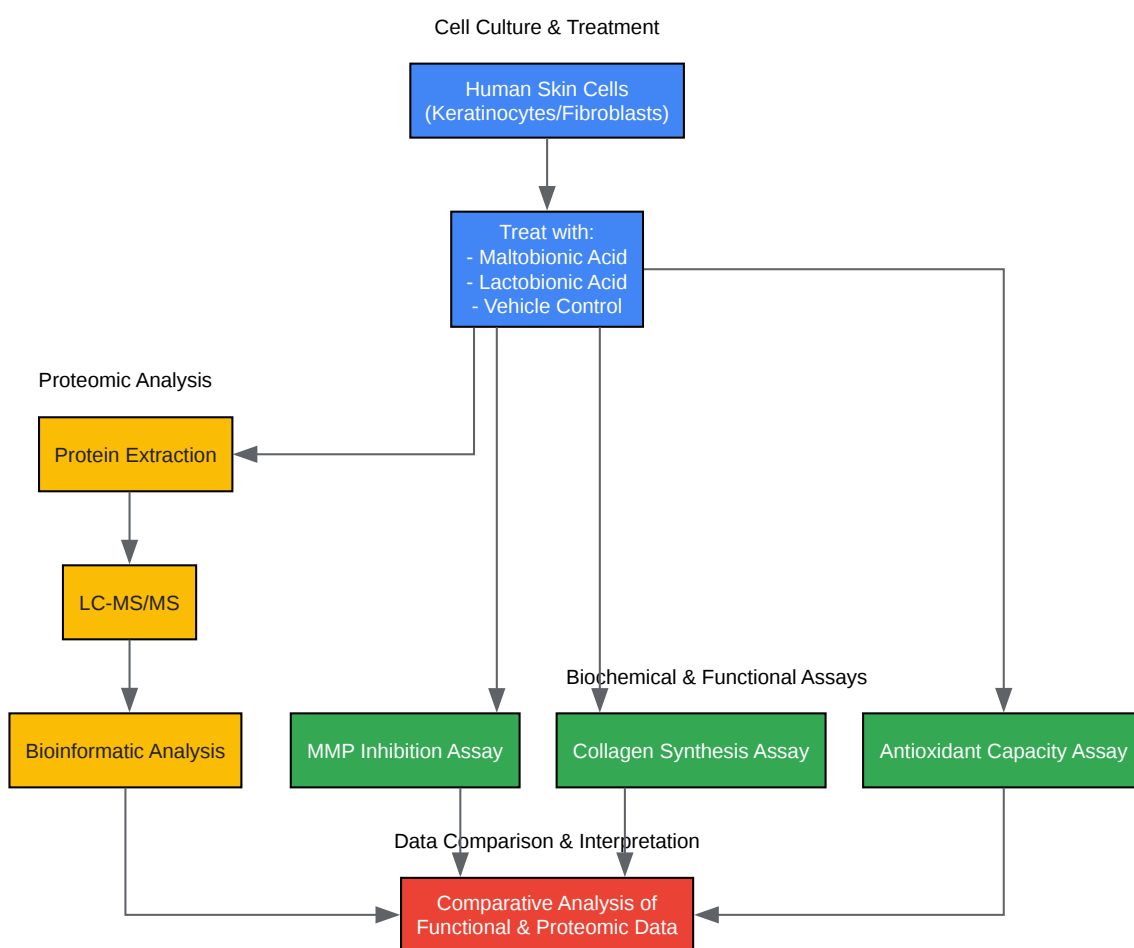 Cell Culture & Treatment
Human Skin Cells
(Keratinocytes/Fibroblasts)
Treat with:
- Maltobionic Acid
- Lactobionic Acid
- Vehicle Control
Proteomic Analysis
Protein Extraction
LC-MS/MS
Biochemical & Functional Assays
Bioinformatic Analysis
MMP Inhibition Assay
Collagen Synthesis Assay
Antioxidant Capacity Assay
Data Comparison & Interpretation
Comparative Analysis of
Functional & Proteomic Data